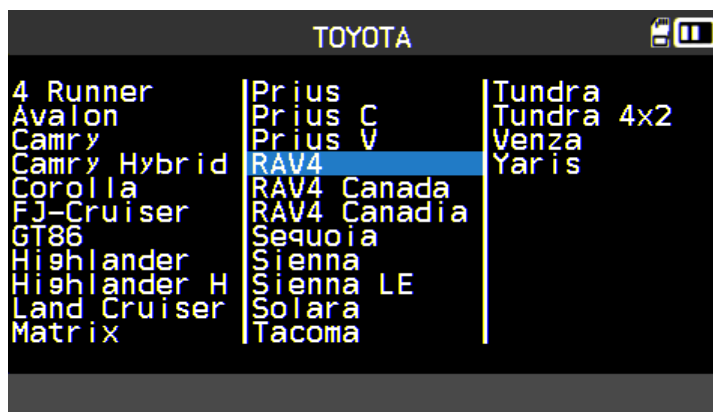 TOYOTA
4 Runner
Avalon
Camry
Camry Hybrid
Corolla
FJ-Cruiser
GT86
Highlander
Highlander H
Land Cruiser
Matrix
Prius
Prius C
Prius V
RAV4
RAV4 Canada
RAV4 Canadia
Sequoia
Sienna
Sienna LE
Solara
Tacoma
Tundra
Tundra 4x2
Venza
Yaris